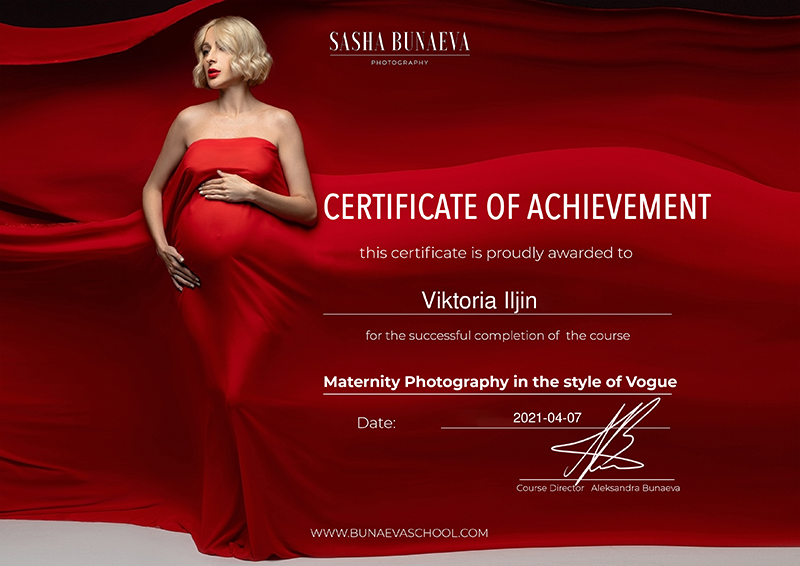 SASHA BUNAEVA
PHOTOGRAPHY
CERTIFICATE OF ACHIEVEMENT
this certificate is proudly awarded to
Viktoria Iljin
for the successful completion of the course
Maternity Photography in the style of Vogue
Date: 2021-04-07
Course Director Aleksandra Bunaeva
WWW.BUNAEVASCHOOL.COM